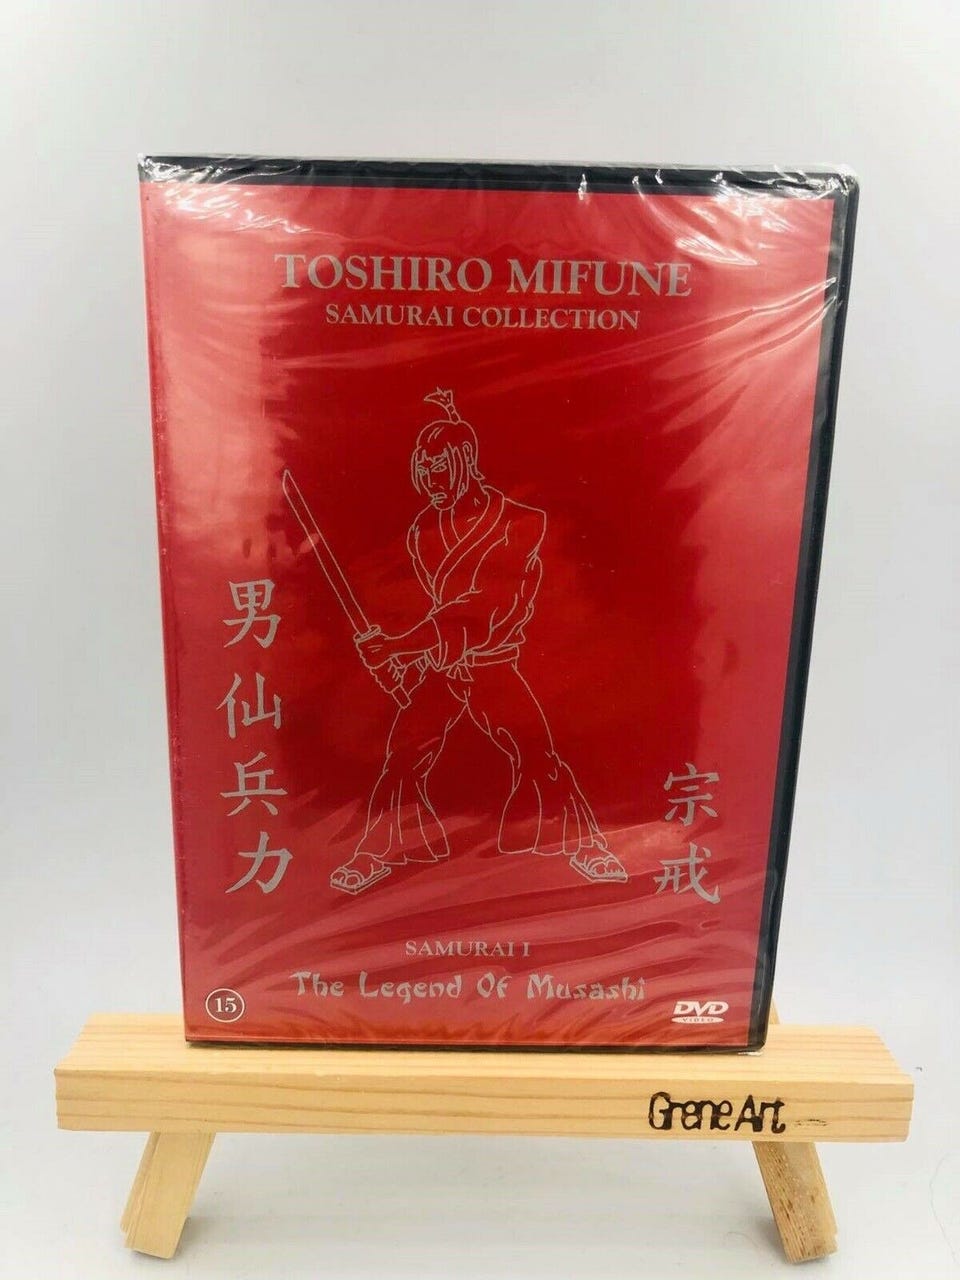 TOSHIRO MIFUNE
SAMURAI COLLECTION
男
仙
兵
力
宗
戒
SAMURAI I
The Legend Of Musashi
15
DVD
VIDEO
Grene Art